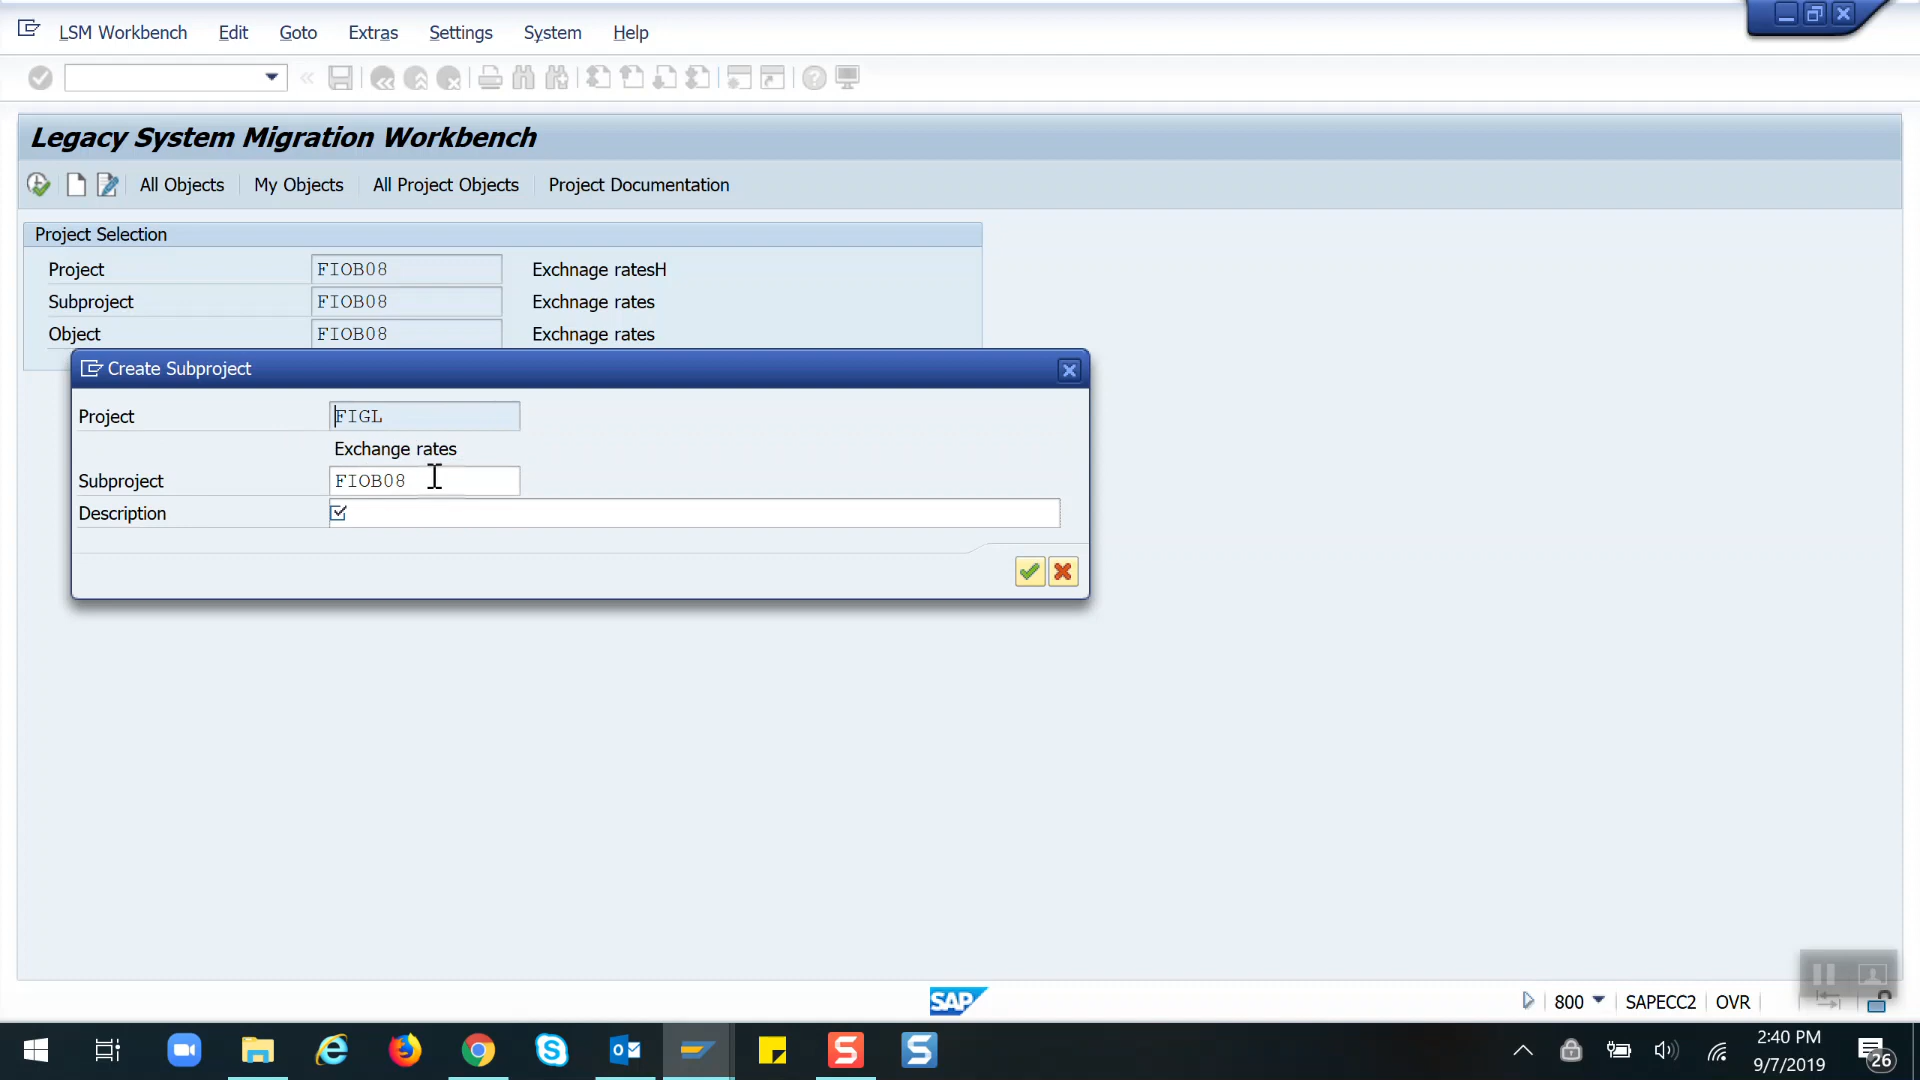 LSM Workbench Edit Goto Extras Settings System Help
Legacy System Migration Workbench
All Objects My Objects All Project Objects Project Documentation
Project Selection
Project FIOB08 Exchnage ratesH
Subproject FIOB08 Exchnage rates
Object FIOB08 Exchnage rates
Create Subproject
Project FIGL
Exchange rates
Subproject FIOB08
Description
SAP
800 SAPECC2 OVR
2:40 PM
9/7/2019
26